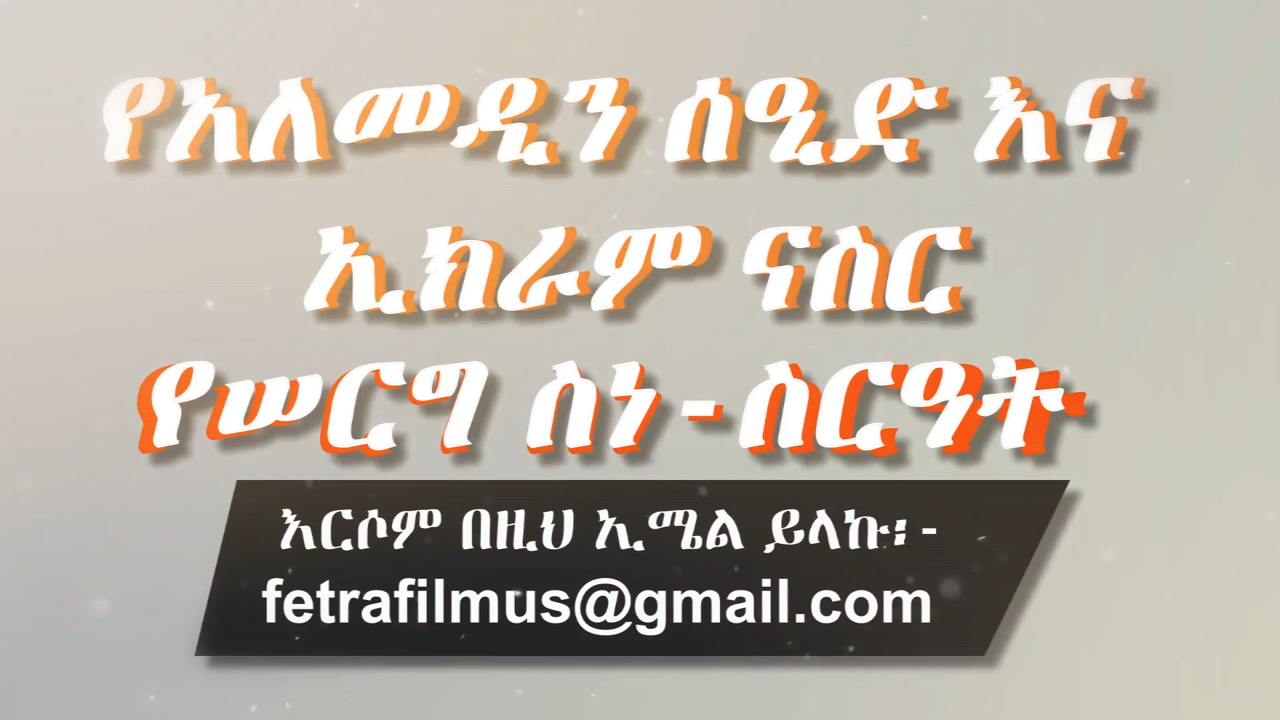 የአለመዲን ሰዒድ እና
ኢክራም ናስር
የሠርግ ስነ-ስርዓት
እርሶም በዚህ ኢሜል ይላኩ፥-
fetrafilmus@gmail.com